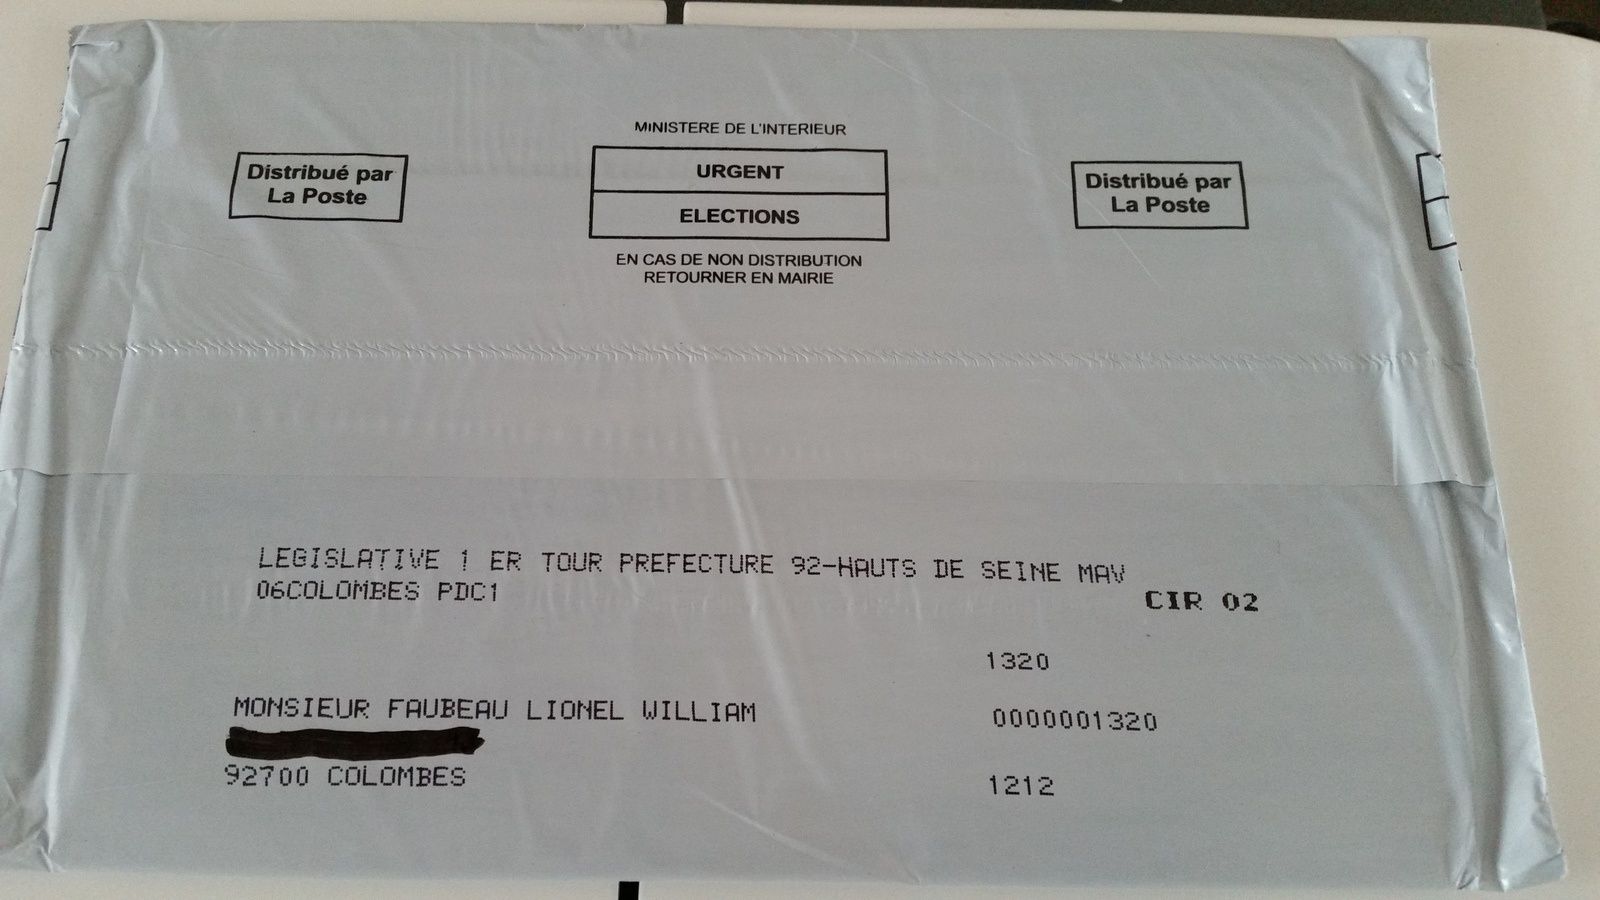 MINISTERE DE L'INTERIEUR
Distribué par
La Poste
URGENT
ELECTIONS
Distribué par
La Poste
EN CAS DE NON DISTRIBUTION
RETOURNER EN MAIRIE
LEGISLATIVE 1 ER TOUR PREFECTURE 92-HAUTS DE SEINE MAV
06COLOMBES PDC1
CIR 02
1320
MONSIEUR FAUBEAU LIONEL WILLIAM
0000001320
92700 COLOMBES
1212